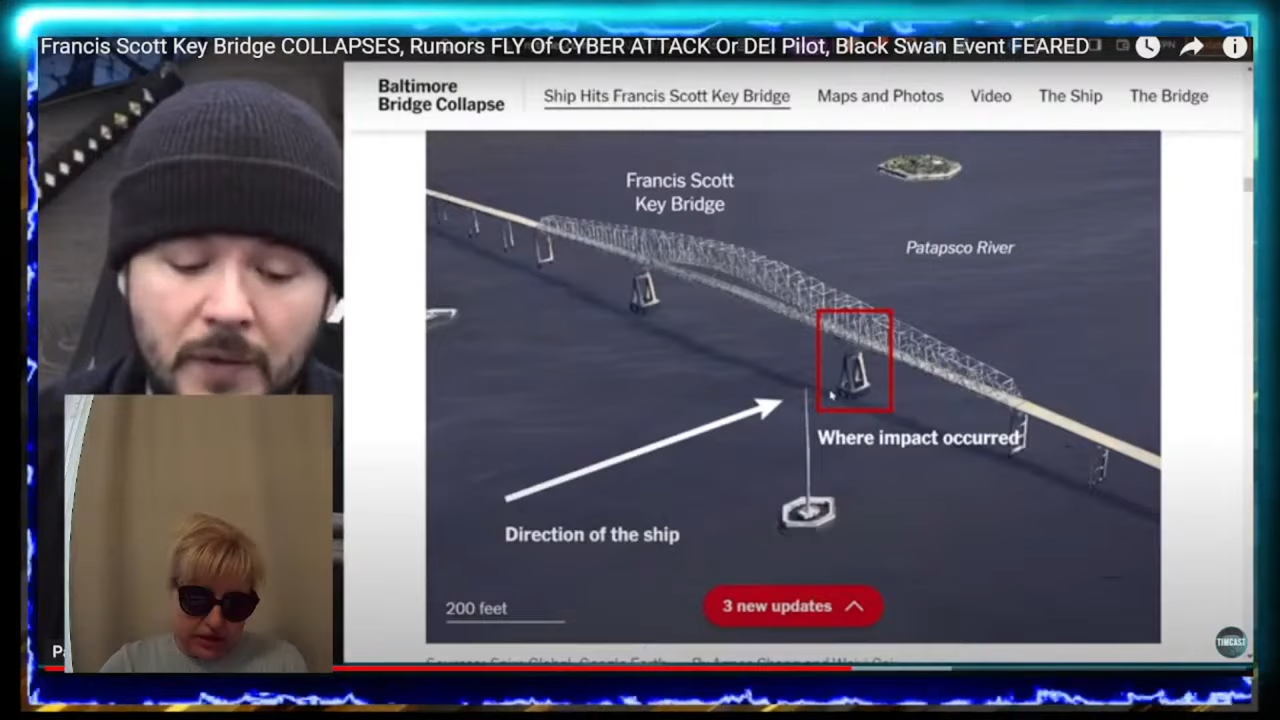 Francis Scott Key Bridge COLLAPSES, Rumors FLY Of CYBER ATTACK Or DEI Pilot, Black Swan Event FEARED
Baltimore
Bridge Collapse
Ship Hits Francis Scott Key Bridge
Maps and Photos
Video
The Ship
The Bridge
Francis Scott
Key Bridge
Patapsco River
Where impact occurred
Direction of the ship
200 feet
3 new updates
TIMCAST